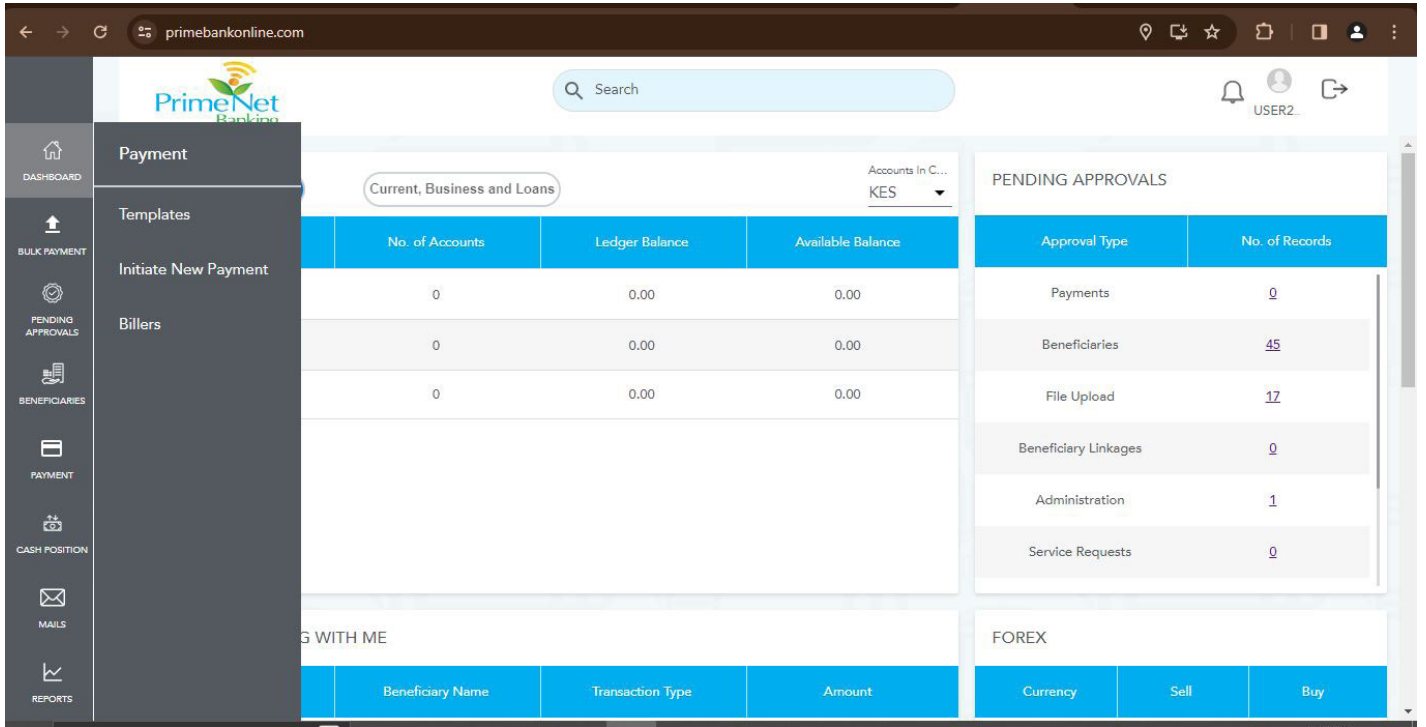 primebankonline.com
PrimeNet
Banking
Search
USER2..
DASHBOARD
BULK PAYMENT
PENDING
APPROVALS
BENEFICIARIES
PAYMENT
CASH POSITION
MAILS
REPORTS
Payment
Templates
Initiate New Payment
Billers
Current, Business and Loans
Accounts In C...
KES
No. of Accounts Ledger Balance Available Balance
0 0.00 0.00
0 0.00 0.00
0 0.00 0.00
PENDING APPROVALS
Approval Type No. of Records
Payments 0
Beneficiaries 45
File Upload 17
Beneficiary Linkages 0
Administration 1
Service Requests 0
G WITH ME
Beneficiary Name Transaction Type Amount
FOREX
Currency Sell Buy